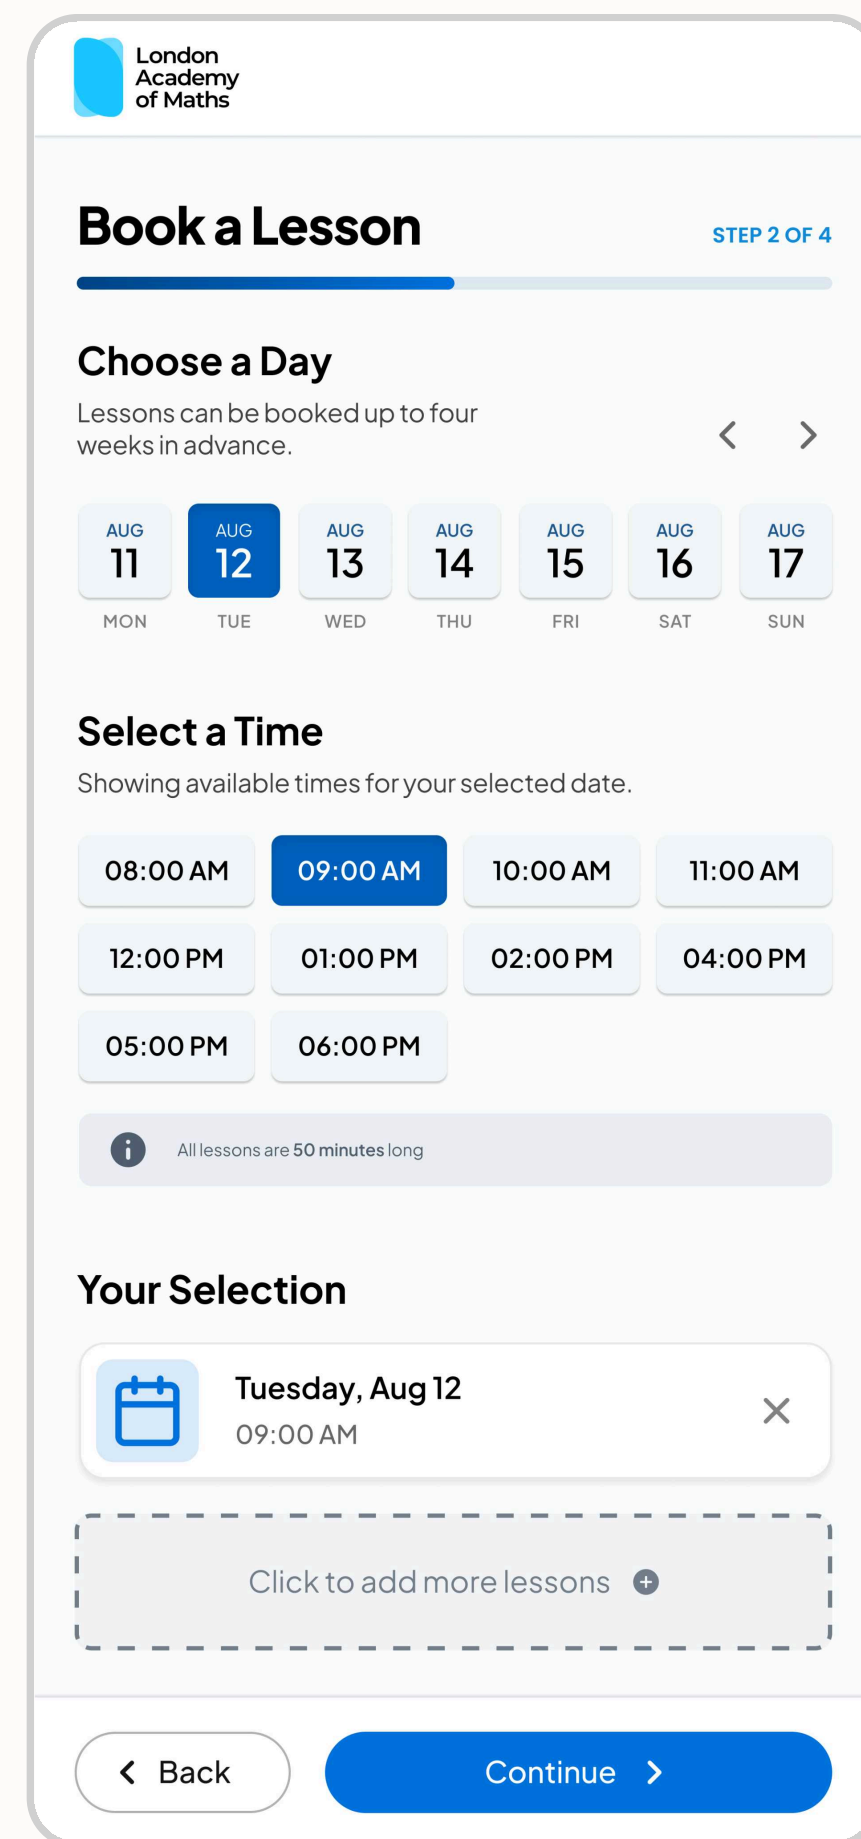 London
Academy
of Maths
Book a Lesson
STEP 2 OF 4
Choose a Day
Lessons can be booked up to four
weeks in advance.
AUG AUG AUG AUG AUG AUG AUG
11 12 13 14 15 16 17
MON TUE WED THU FRI SAT SUN
Select a Time
Showing available times for your selected date.
08:00 AM 09:00 AM 10:00 AM 11:00 AM
12:00 PM 01:00 PM 02:00 PM 04:00 PM
05:00 PM 06:00 PM
All lessons are 50 minutes long
Your Selection
Tuesday, Aug 12
09:00 AM
Click to add more lessons
Back Continue